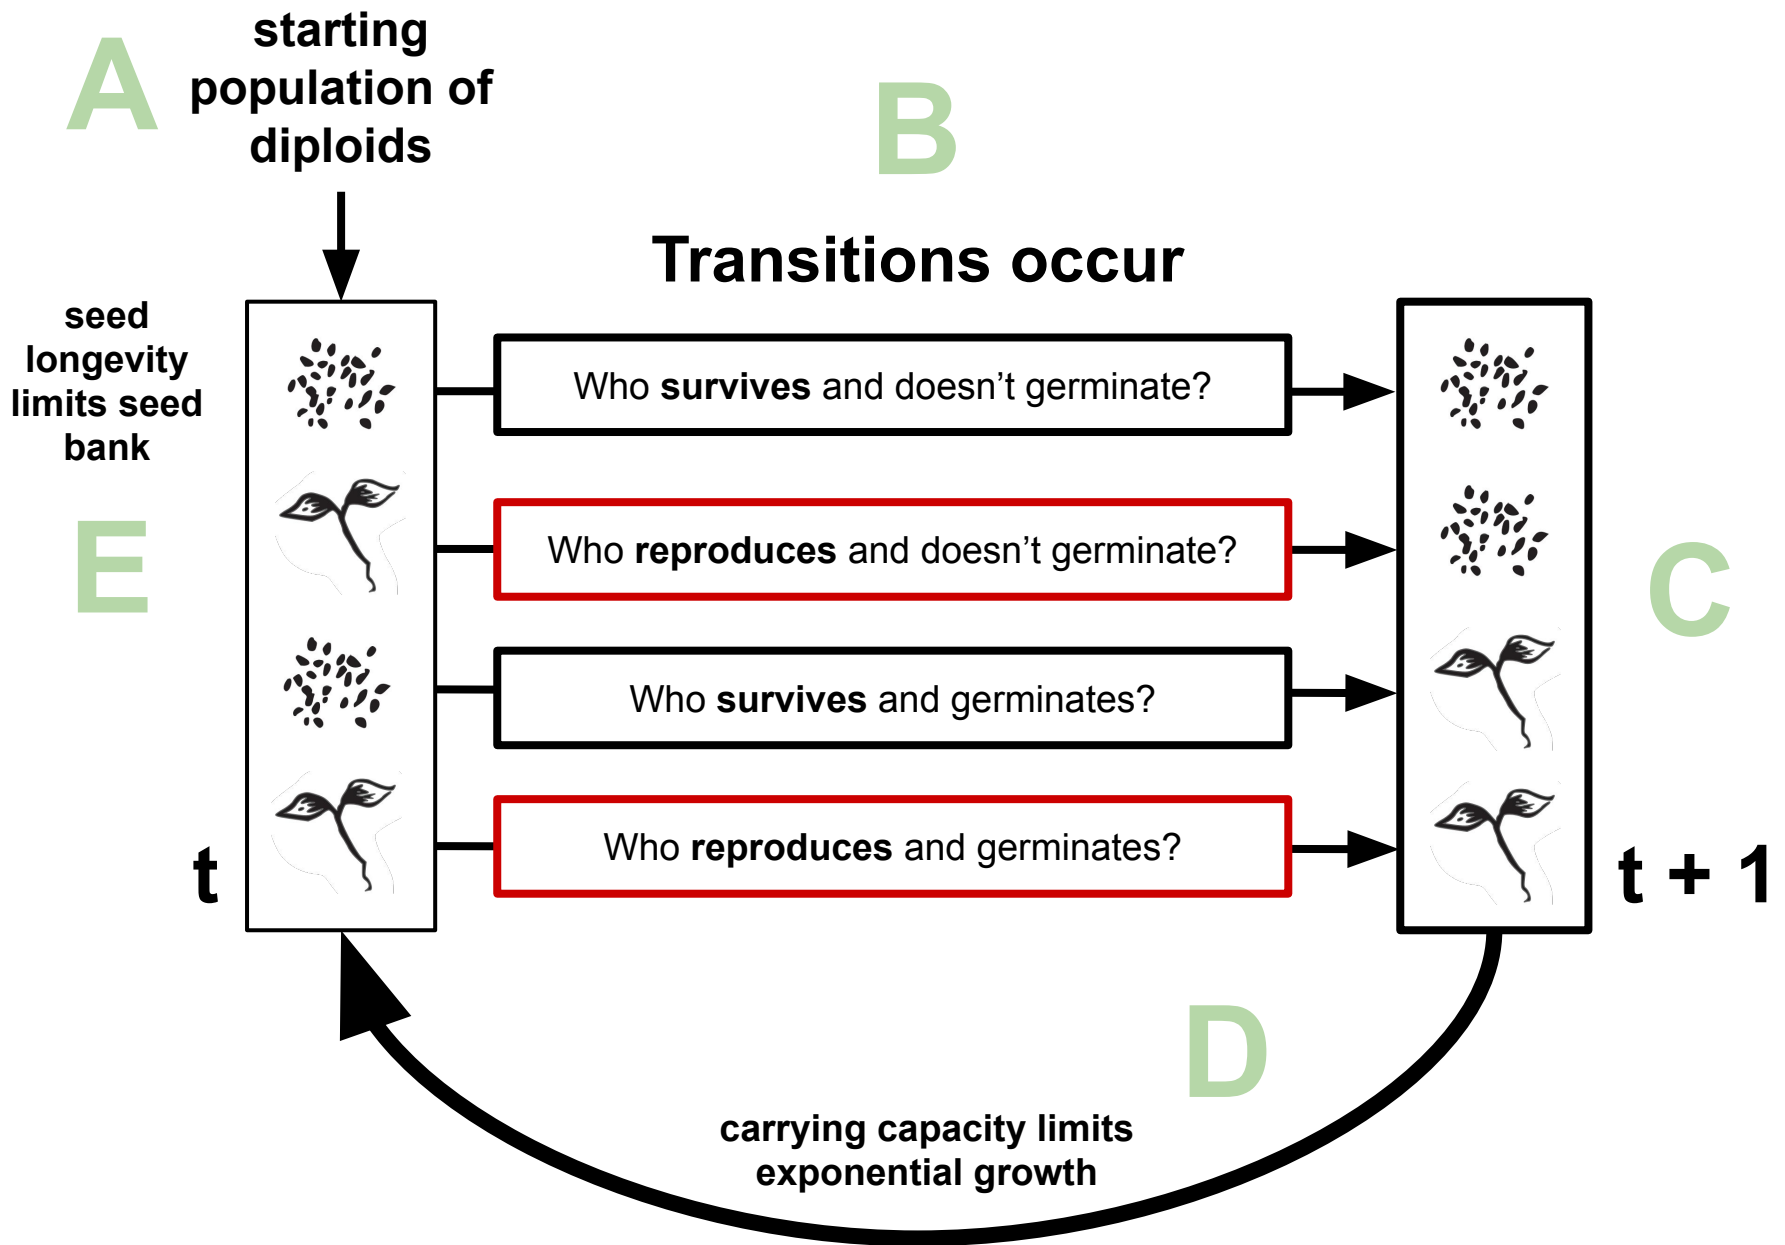 A
starting
population of
diploids
B
Transitions occur
seed
longevity
limits seed
bank
Who survives and doesn’t germinate?
Who reproduces and doesn’t germinate?
E
C
Who survives and germinates?
Who reproduces and germinates?
t
t + 1
D
carrying capacity limits
exponential growth